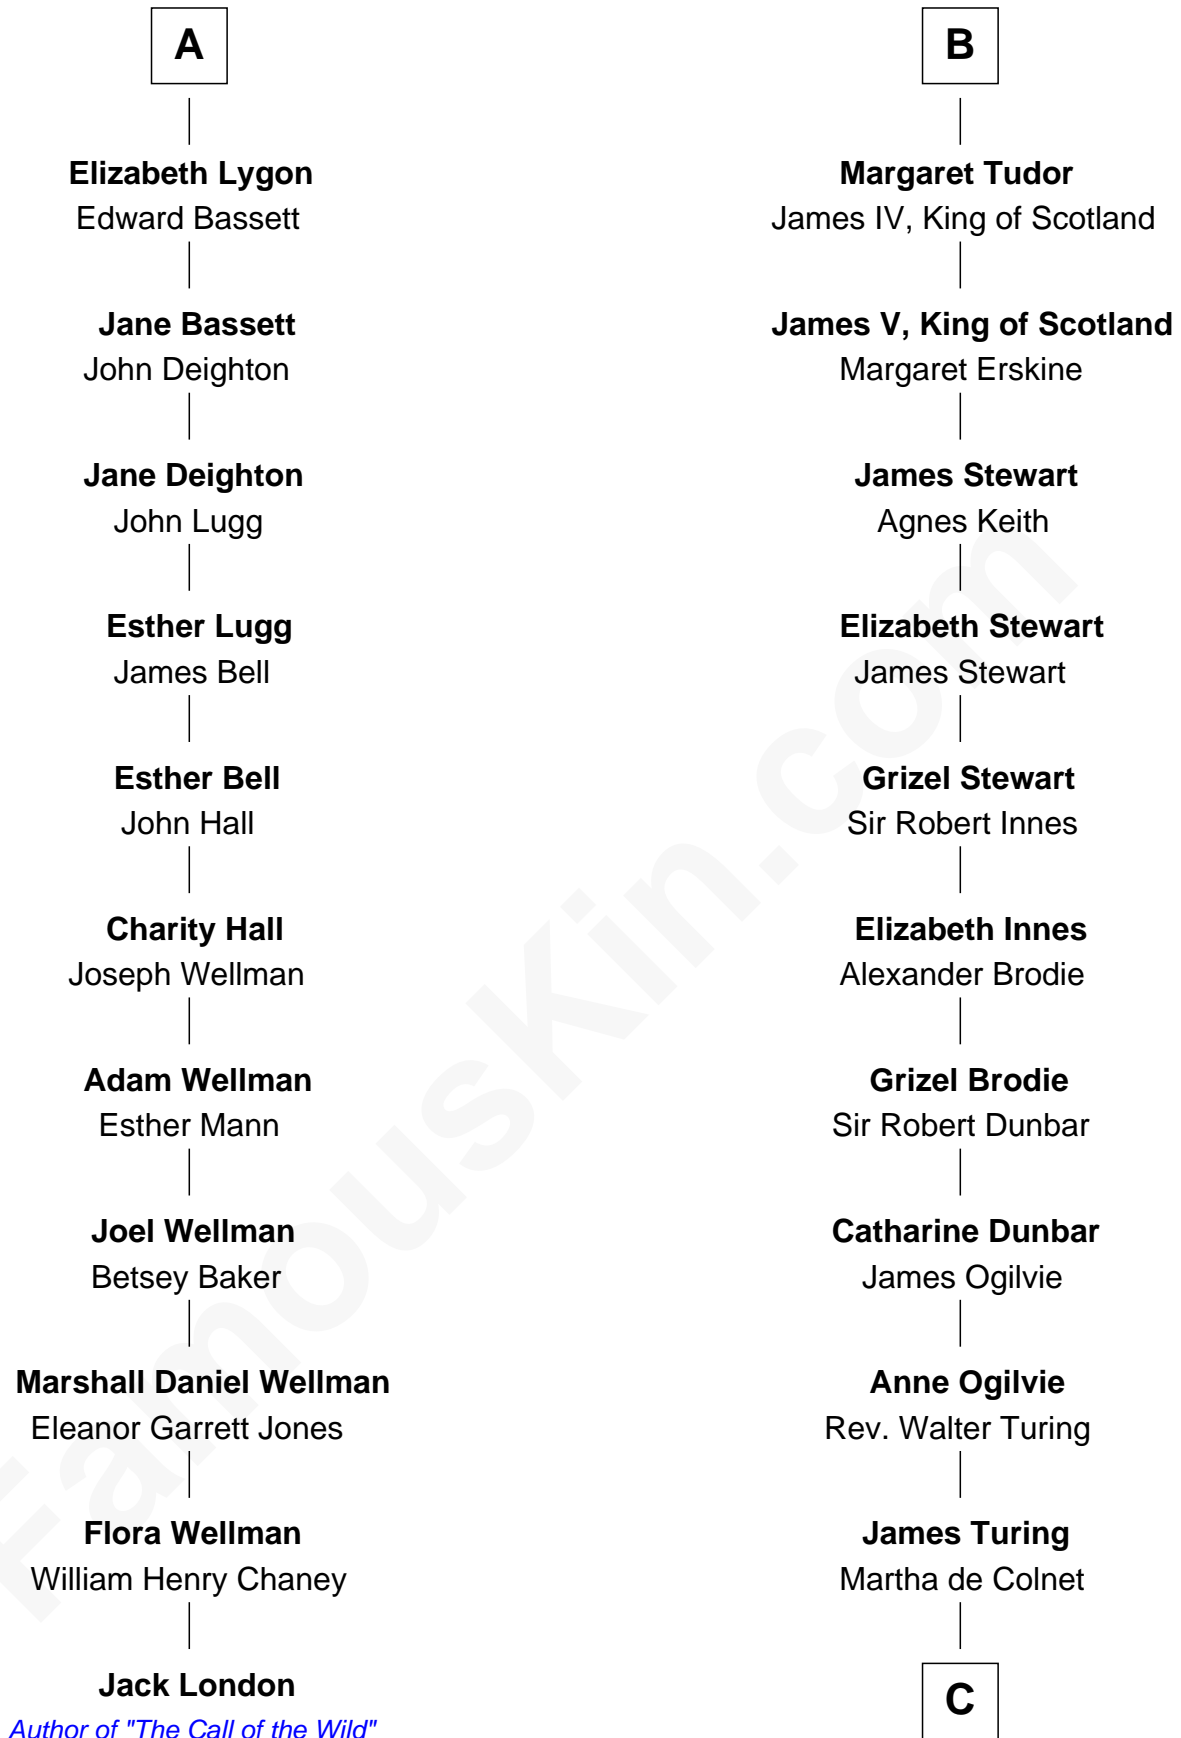 A
Elizabeth Lygon
Edward Bassett
Jane Bassett
John Deighton
Jane Deighton
John Lugg
Esther Lugg
James Bell
Esther Bell
John Hall
Charity Hall
Joseph Wellman
Adam Wellman
Esther Mann
Joel Wellman
Betsey Baker
Marshall Daniel Wellman
Eleanor Garrett Jones
Flora Wellman
William Henry Chaney
Jack London
Author of "The Call of the Wild"
B
Margaret Tudor
James IV, King of Scotland
James V, King of Scotland
Margaret Erskine
James Stewart
Agnes Keith
Elizabeth Stewart
James Stewart
Grizel Stewart
Sir Robert Innes
Elizabeth Innes
Alexander Brodie
Grizel Brodie
Sir Robert Dunbar
Catharine Dunbar
James Ogilvie
Anne Ogilvie
Rev. Walter Turing
James Turing
Martha de Colnet
C
FamousKin.com